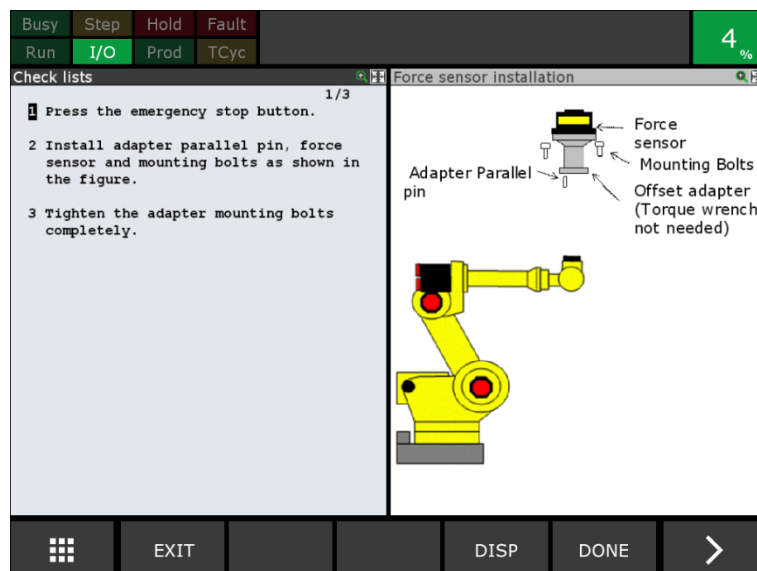 Busy Step Hold Fault
Run I/O Prod TCyc
4 %
Check lists
1/3
1 Press the emergency stop button.
2 Install adapter parallel pin, force
sensor and mounting bolts as shown in
the figure.
3 Tighten the adapter mounting bolts
completely.
Force sensor installation
Force
sensor
Mounting Bolts
Adapter Parallel
pin
Offset adapter
(Torque wrench
not needed)
EXIT DISP DONE